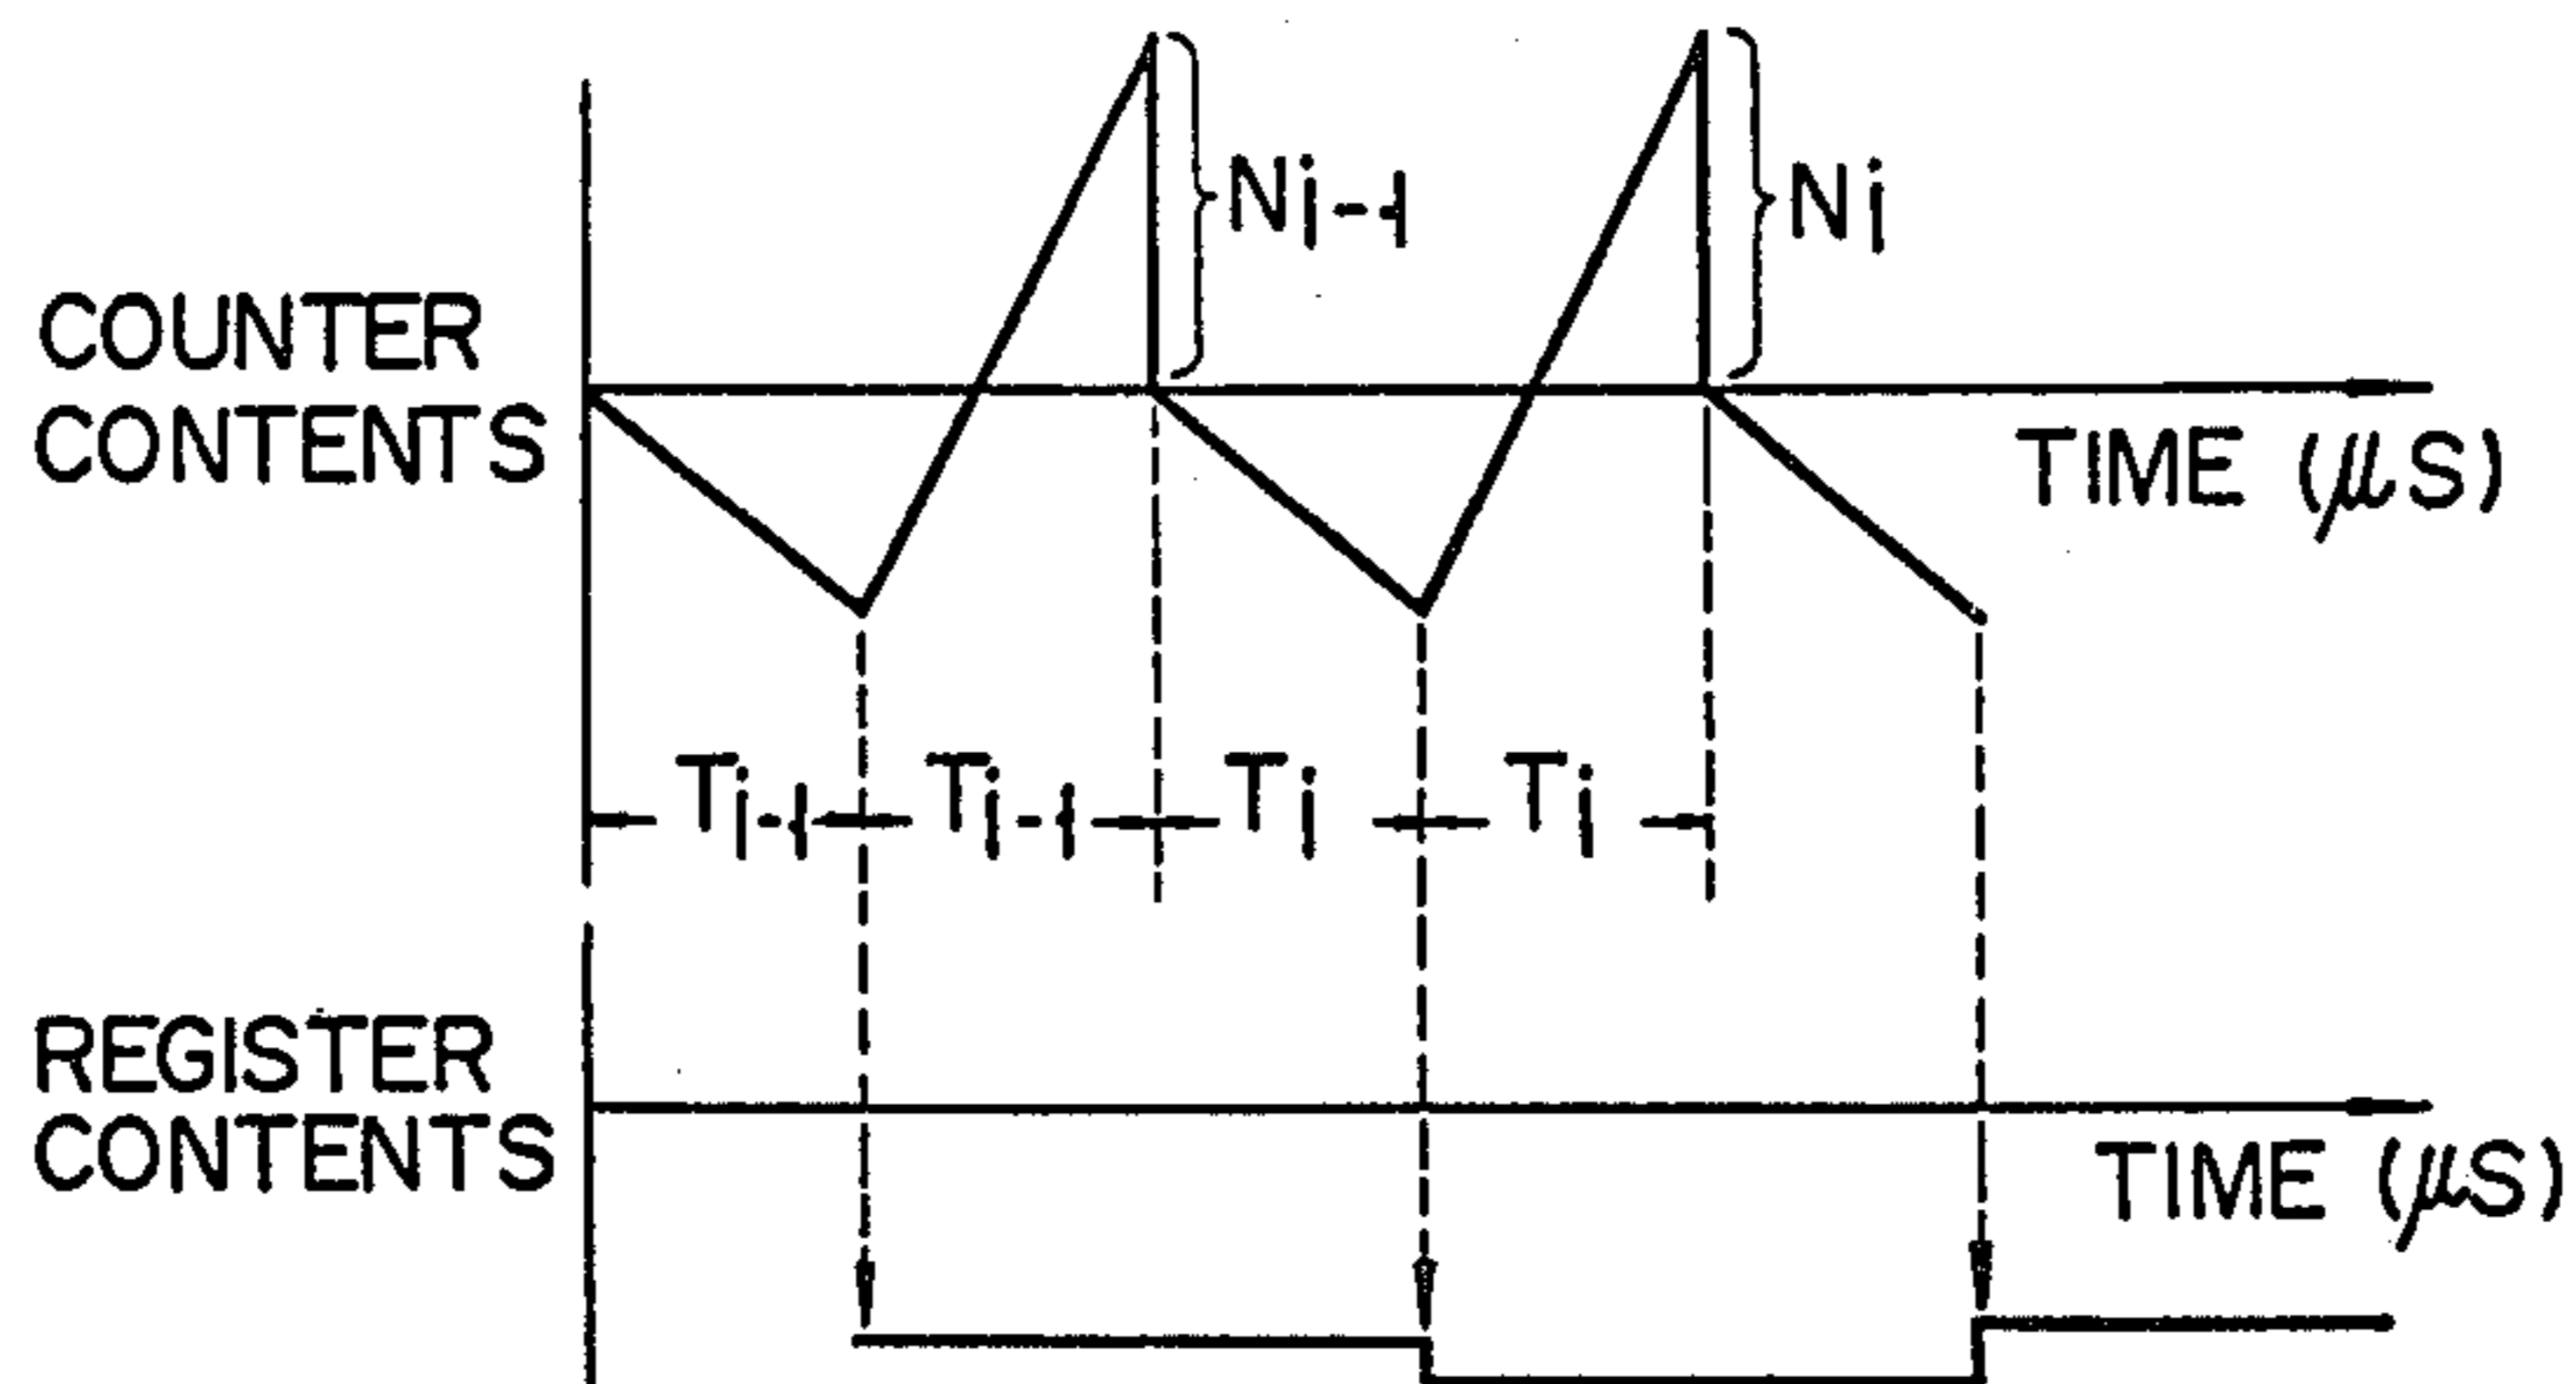 Ni-1
Ni
COUNTER
CONTENTS
TIME (μS)
Ti-1
Ti-1
Ti
Ti
REGISTER
CONTENTS
TIME (μS)